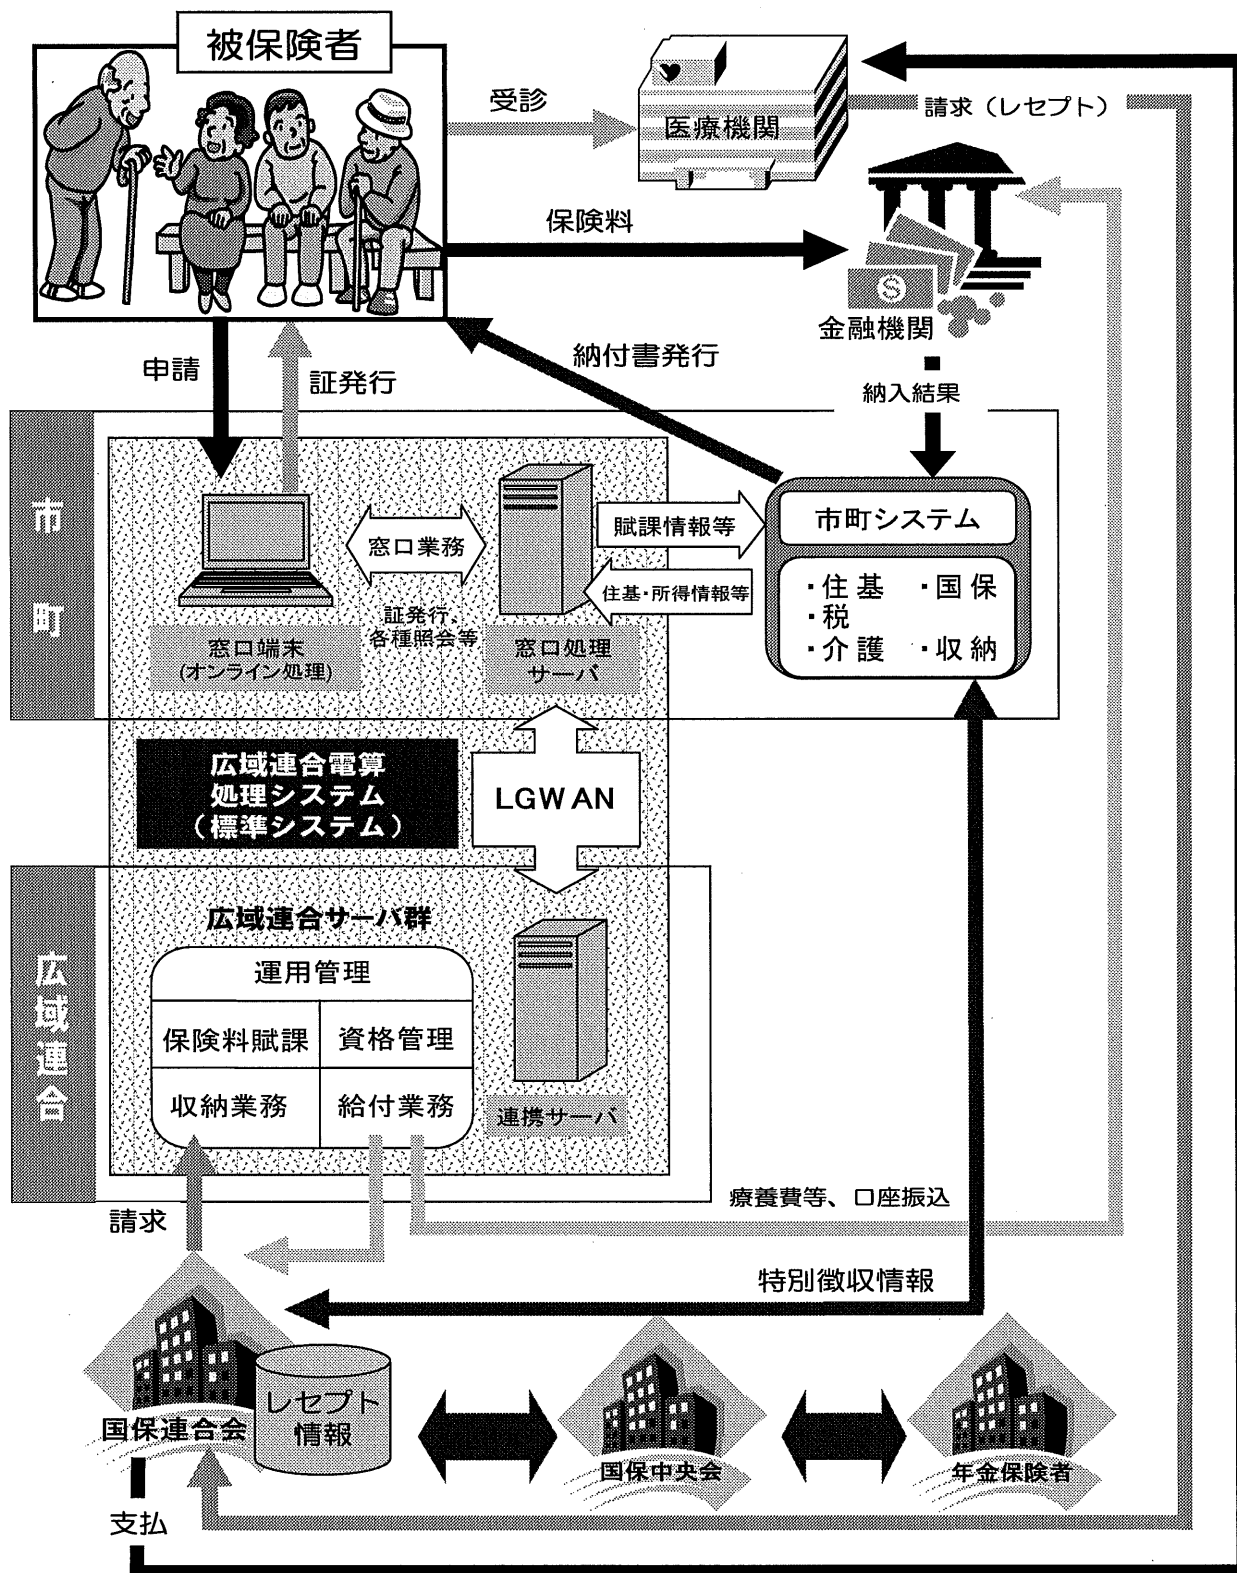 被保険者
受診
医療機関
請求（レセプト）
保険料
金融機関
申請
証発行
納付書発行
納入結果
市町
窓口業務
賦課情報等
市町システム
住基・所得情報等
・住基 ・国保
・税
・介護 ・収納
証発行、
各種照会等
窓口端末
(オンライン処理)
窓口処理
サーバ
広域連合電算
処理システム
（標準システム）
LGWAN
広域連合
広域連合サーバ群
運用管理
保険料賦課
資格管理
収納業務
給付業務
連携サーバ
請求
療養費等、口座振込
特別徴収情報
国保連合会
レセプト
情報
国保中央会
年金保険者
支払